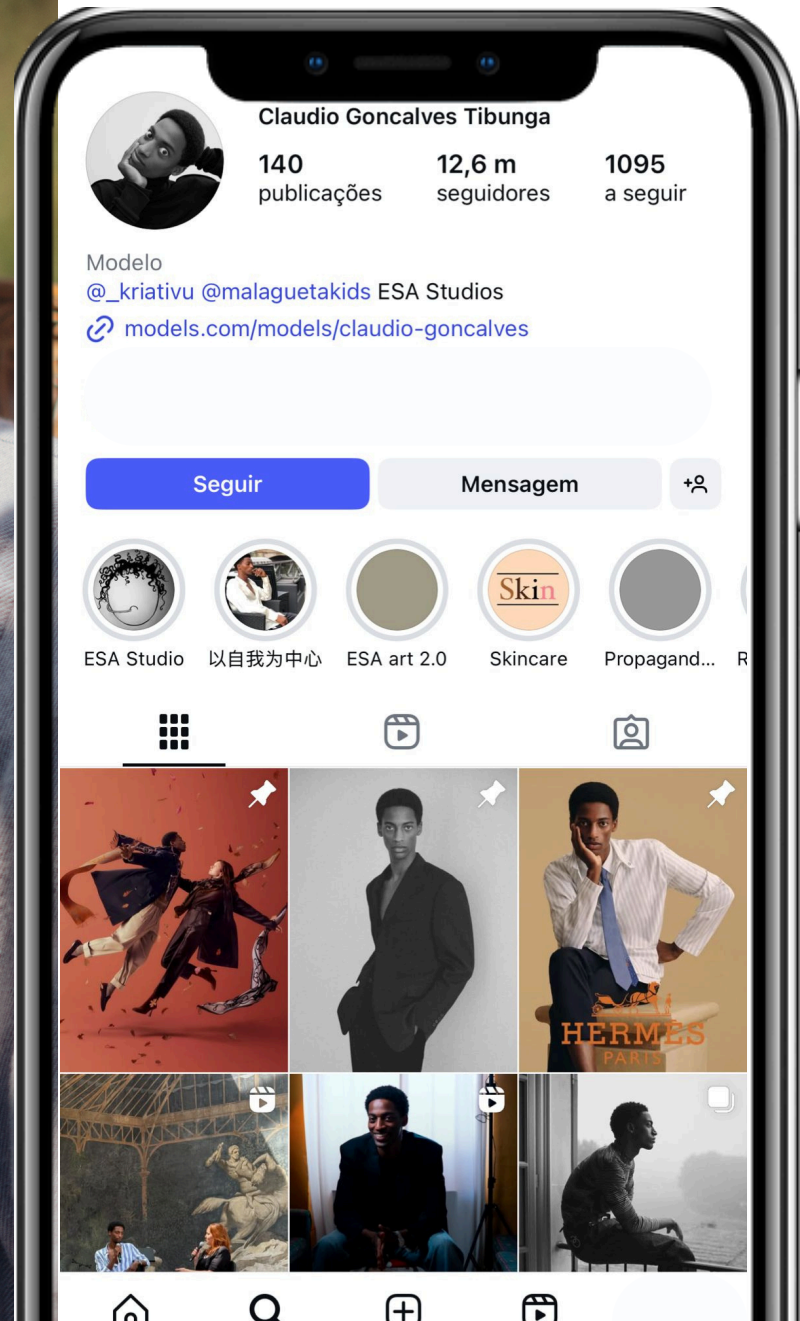 Claudio Goncalves Tibunga
140 12,6 m 1095
publicações seguidores a seguir
Modelo
@_kriativu @malaguetakids ESA Studios
models.com/models/claudio-goncalves
Seguir Mensagem
Skin
ESA Studio 以自我为中心 ESA art 2.0 Skincare Propagand... R
HERMÈS
PARIS